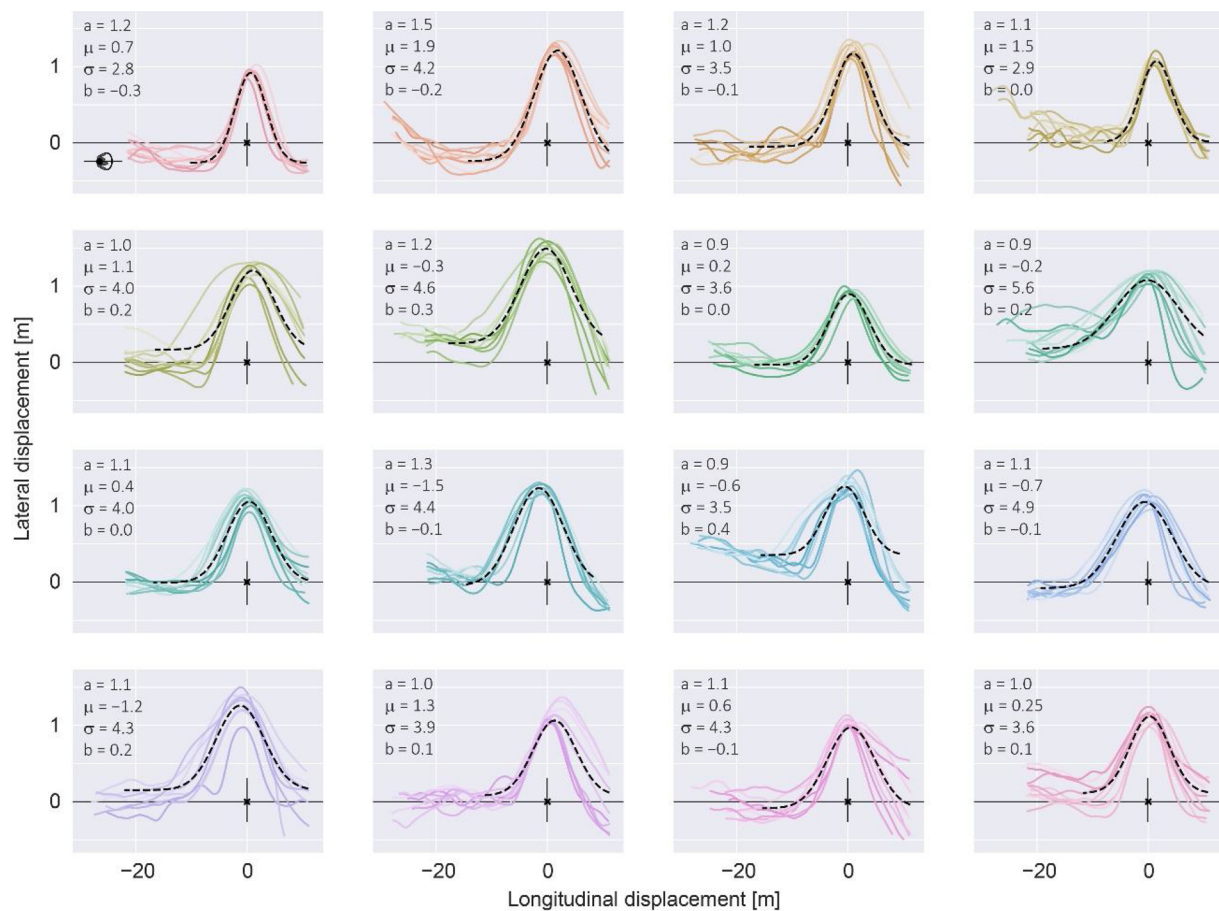 a = 1.2
μ = 0.7
σ = 2.8
b = −0.3
a = 1.5
μ = 1.9
σ = 4.2
b = −0.2
a = 1.2
μ = 1.0
σ = 3.5
b = −0.1
a = 1.1
μ = 1.5
σ = 2.9
b = 0.0
1
0
a = 1.0
μ = 1.1
σ = 4.0
b = 0.2
a = 1.2
μ = −0.3
σ = 4.6
b = 0.3
a = 0.9
μ = 0.2
σ = 3.6
b = 0.0
a = 0.9
μ = −0.2
σ = 5.6
b = 0.2
1
0
Lateral displacement [m]
a = 1.1
μ = 0.4
σ = 4.0
b = 0.0
a = 1.3
μ = −1.5
σ = 4.4
b = −0.1
a = 0.9
μ = −0.6
σ = 3.5
b = 0.4
a = 1.1
μ = −0.7
σ = 4.9
b = −0.1
1
0
a = 1.1
μ = −1.2
σ = 4.3
b = 0.2
a = 1.0
μ = 1.3
σ = 3.9
b = 0.1
a = 1.1
μ = 0.6
σ = 4.3
b = −0.1
a = 1.0
μ = 0.25
σ = 3.6
b = 0.1
1
0
−20 0 −20 0 −20 0 −20 0
Longitudinal displacement [m]